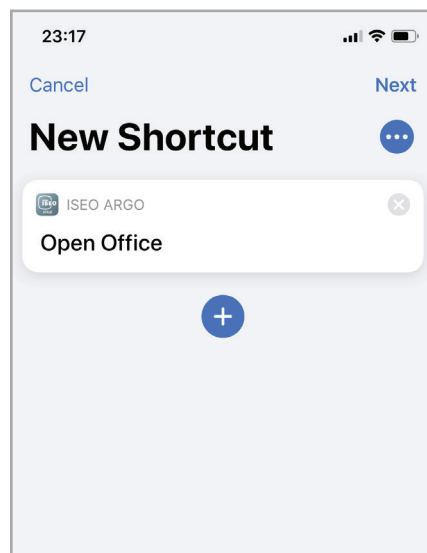 23:17
Cancel
Next
New Shortcut
ISEO ARGO
Open Office